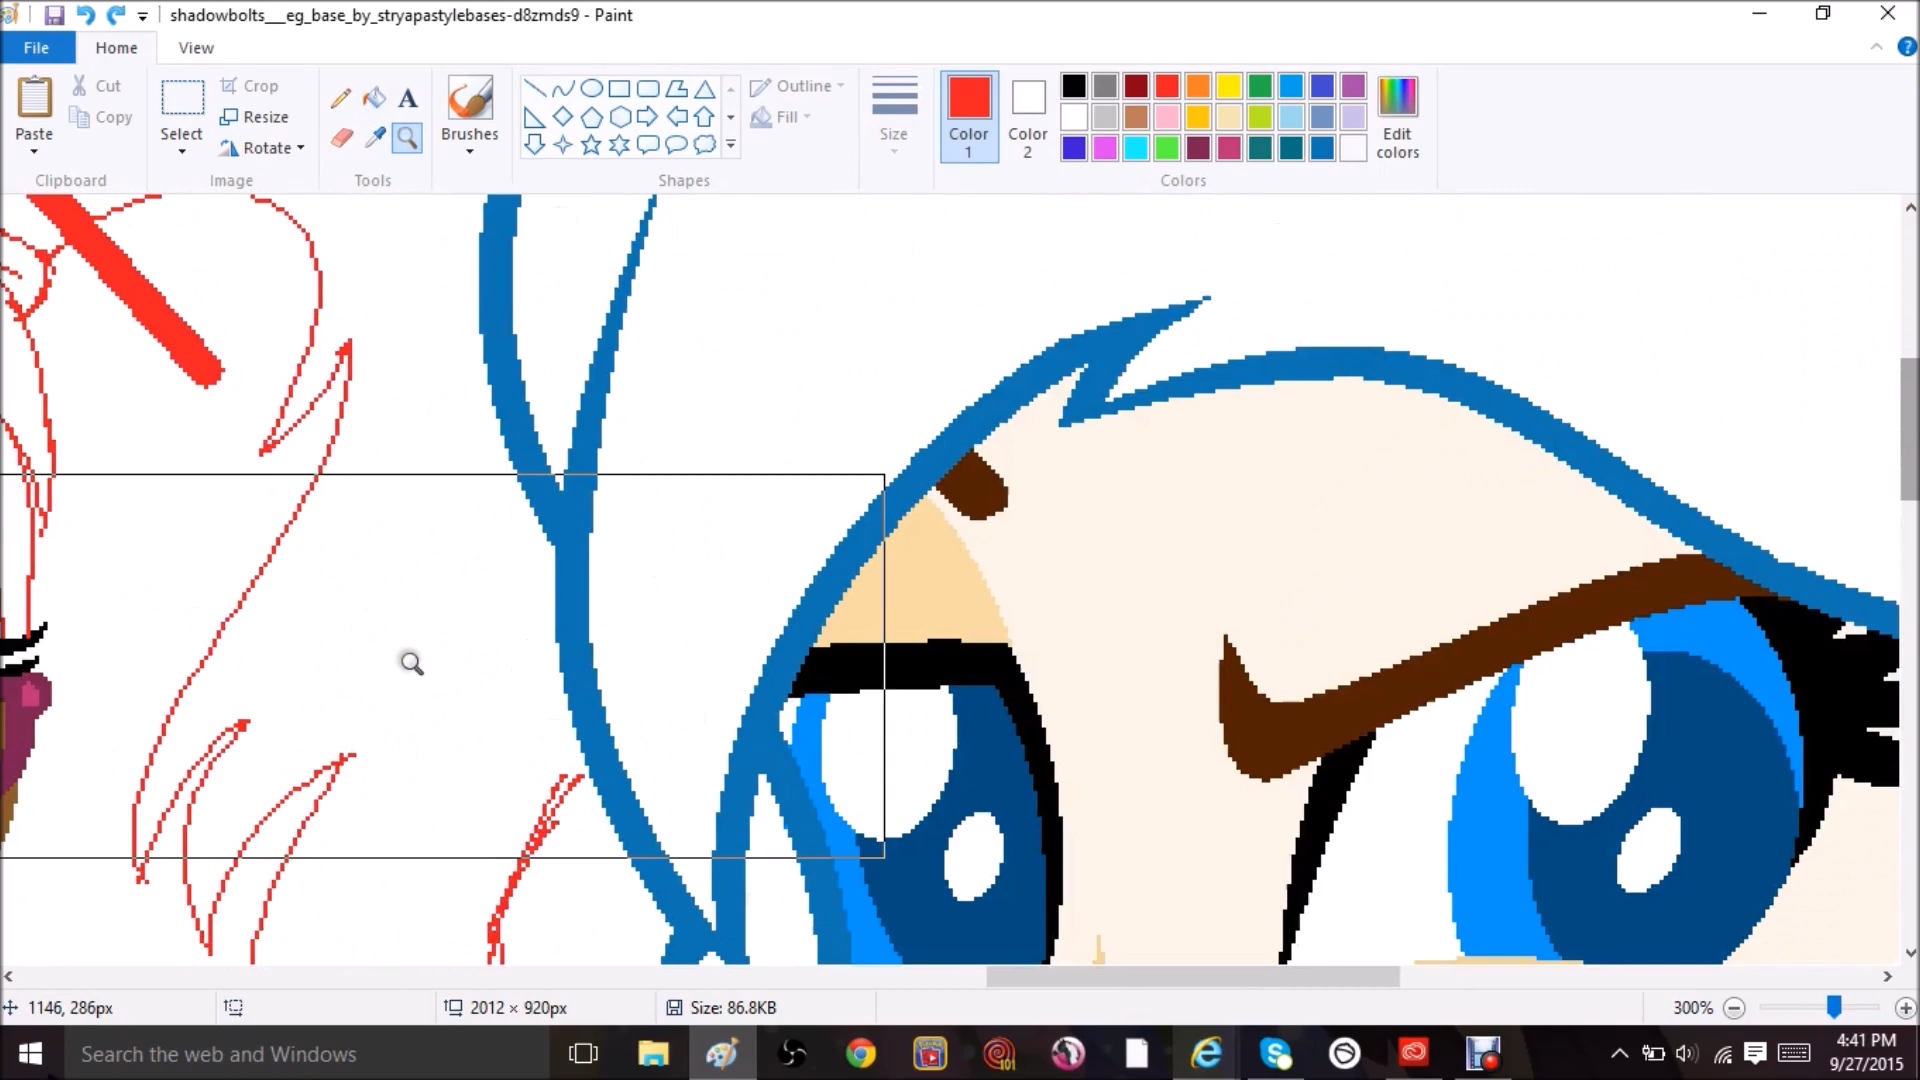 shadowbolts__eg_base_by_stryapastylebases-d8zmds9 - Paint
File Home View
Paste
Cut
Copy
Clipboard
Select
Crop
Resize
Rotate
Image
A
Tools
Brushes
Outline
Fill
Shapes
Size
Color 1
Color 2
Edit colors
Colors
1146, 286px
2012 × 920px
Size: 86.8KB
300%
Search the web and Windows
101
4:41 PM
9/27/2015